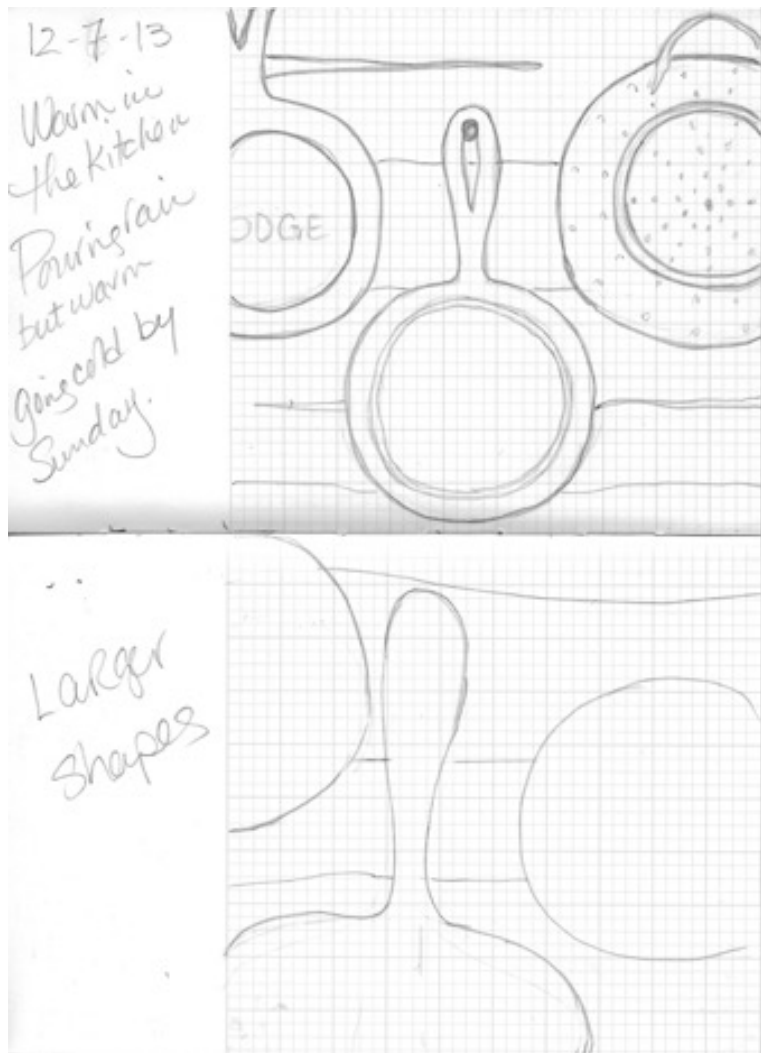 12-7-13
Warm in
the Kitchen
Pouring rain
but warm
going cold by
Sunday.
ODGE
Larger
Shapes